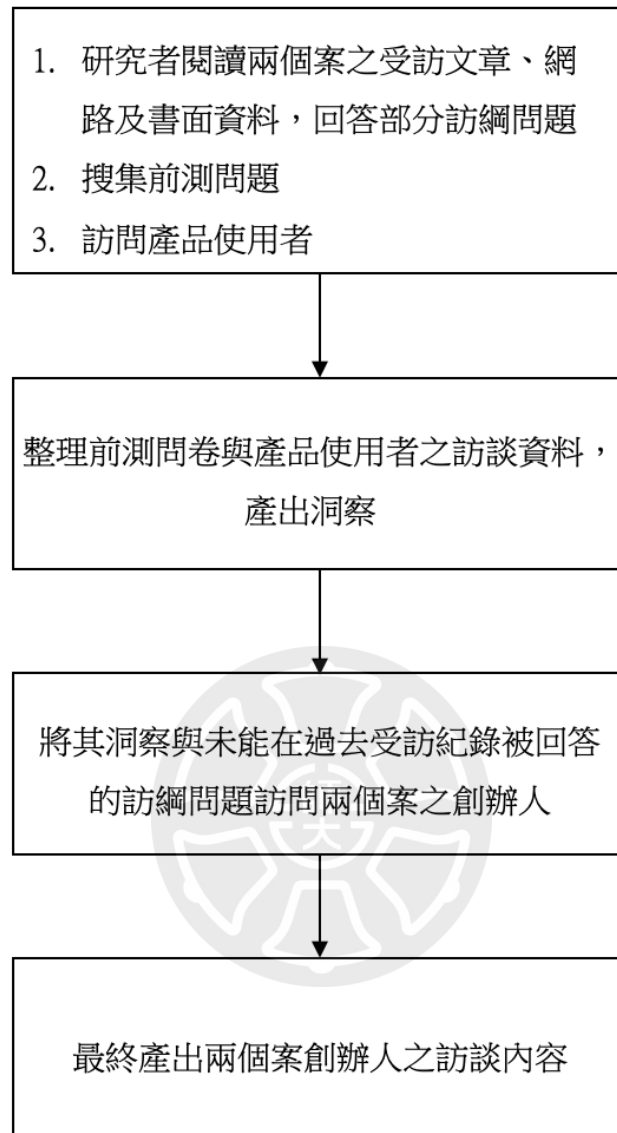 1. 研究者閱讀兩個案之受訪文章、網
路及書面資料，回答部分訪綱問題
2. 搜集前測問題
3. 訪問產品使用者
整理前測問卷與產品使用者之訪談資料，
產出洞察
將其洞察與未能在過去受訪紀錄被回答
的訪綱問題訪問兩個案之創辦人
最終產出兩個案創辦人之訪談內容